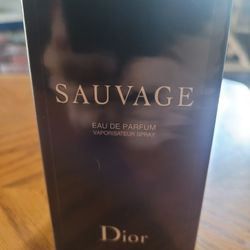 SAUVAGE
EAU DE PARFUM
VAPORISATEUR SPRAY
Dior